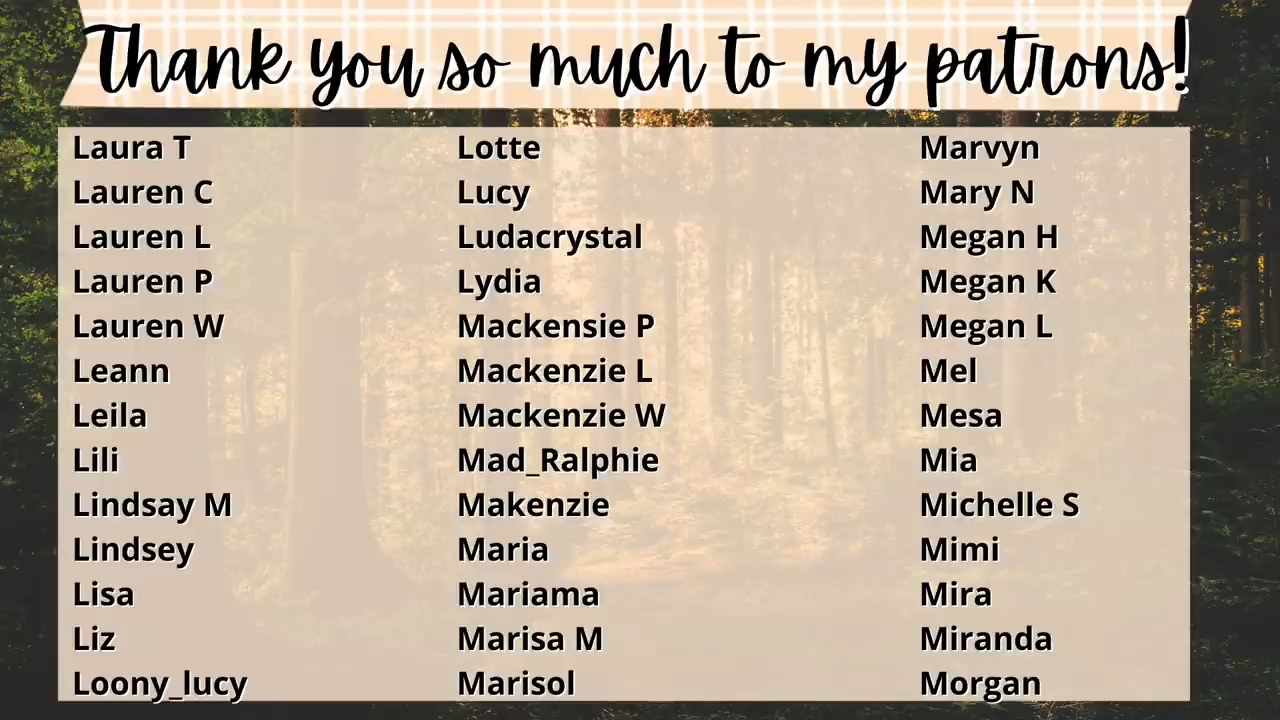 Thank you so much to my patrons!
Laura T
Lauren C
Lauren L
Lauren P
Lauren W
Leann
Leila
Lili
Lindsay M
Lindsey
Lisa
Liz
Loony_lucy
Lotte
Lucy
Ludacrystal
Lydia
Mackensie P
Mackenzie L
Mackenzie W
Mad_Ralphie
Makenzie
Maria
Mariama
Marisa M
Marisol
Marvyn
Mary N
Megan H
Megan K
Megan L
Mel
Mesa
Mia
Michelle S
Mimi
Mira
Miranda
Morgan